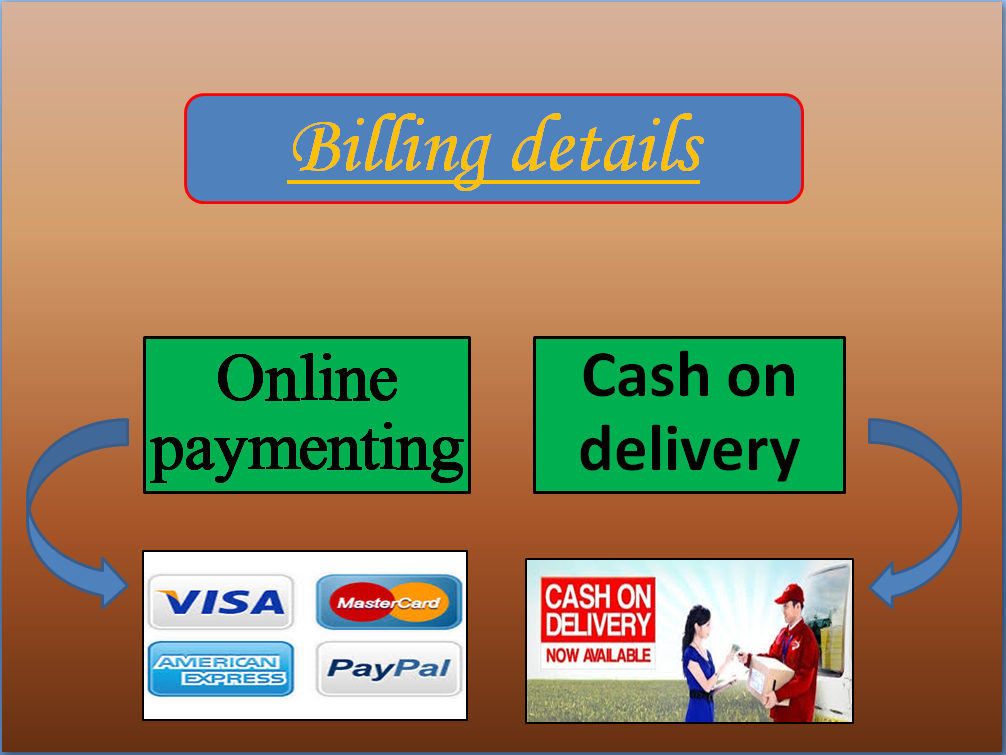 Billing details
Online
paymenting
Cash on
delivery
VISA
MasterCard
AMERICAN
EXPRESS
PayPal
CASH ON
DELIVERY
NOW AVAILABLE